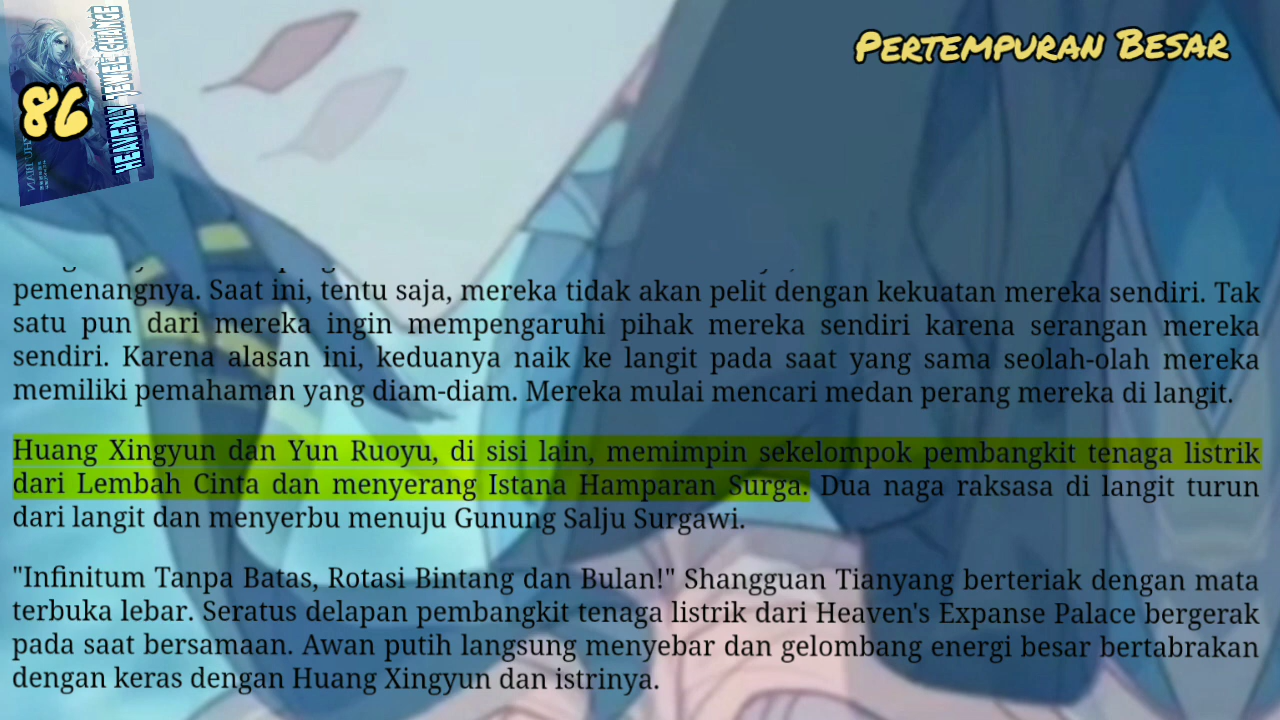 86
HEAVENLY JEWEL CHANGE
PERTEMPURAN BESAR
pemenangnya. Saat ini, tentu saja, mereka tidak akan pelit dengan kekuatan mereka sendiri. Tak
satu pun dari mereka ingin mempengaruhi pihak mereka sendiri karena serangan mereka
sendiri. Karena alasan ini, keduanya naik ke langit pada saat yang sama seolah-olah mereka
memiliki pemahaman yang diam-diam. Mereka mulai mencari medan perang mereka di langit.
Huang Xingyun dan Yun Ruoyu, di sisi lain, memimpin sekelompok pembangkit tenaga listrik
dari Lembah Cinta dan menyerang Istana Hamparan Surga. Dua naga raksasa di langit turun
dari langit dan menyerbu menuju Gunung Salju Surgawi.
"Infinitum Tanpa Batas, Rotasi Bintang dan Bulan!" Shangguan Tianyang berteriak dengan mata
terbuka lebar. Seratus delapan pembangkit tenaga listrik dari Heaven's Expanse Palace bergerak
pada saat bersamaan. Awan putih langsung menyebar dan gelombang energi besar bertabrakan
dengan keras dengan Huang Xingyun dan istrinya.